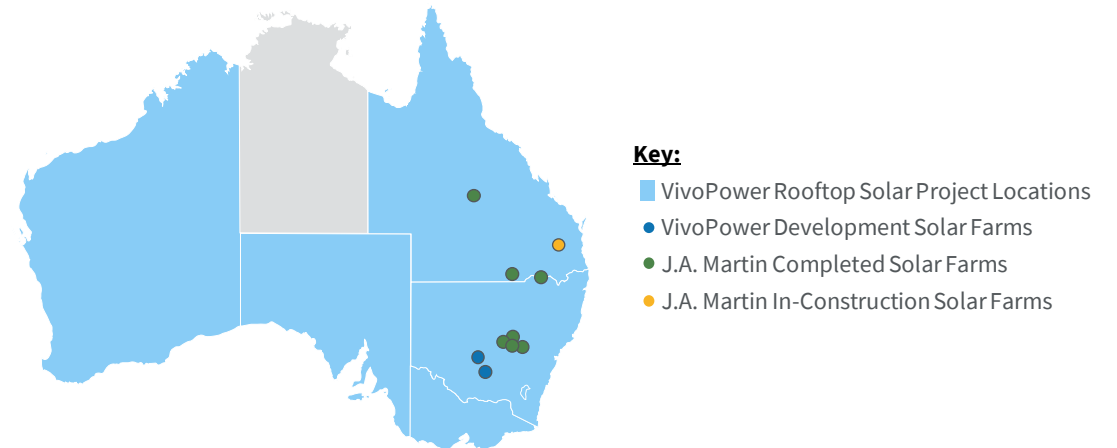 Key:
VivoPower Rooftop Solar Project Locations
VivoPower Development Solar Farms
J.A. Martin Completed Solar Farms
J.A. Martin In-Construction Solar Farms